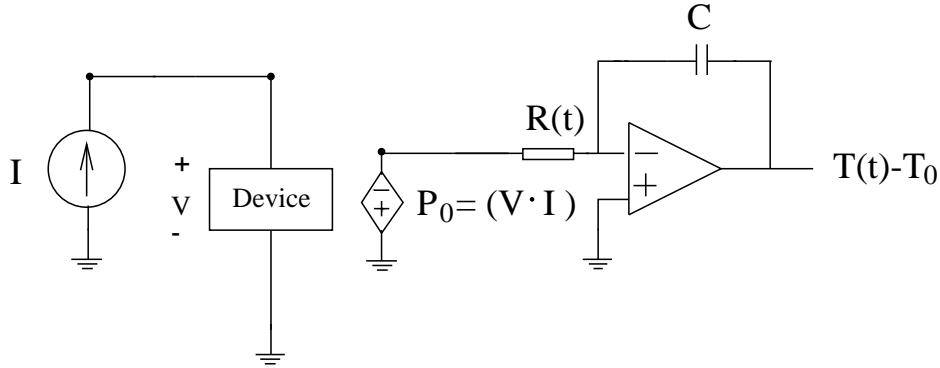 C
R(t)
I
+
V
-
Device
−
+
P₀= (V· I )
−
+
T(t)-T₀